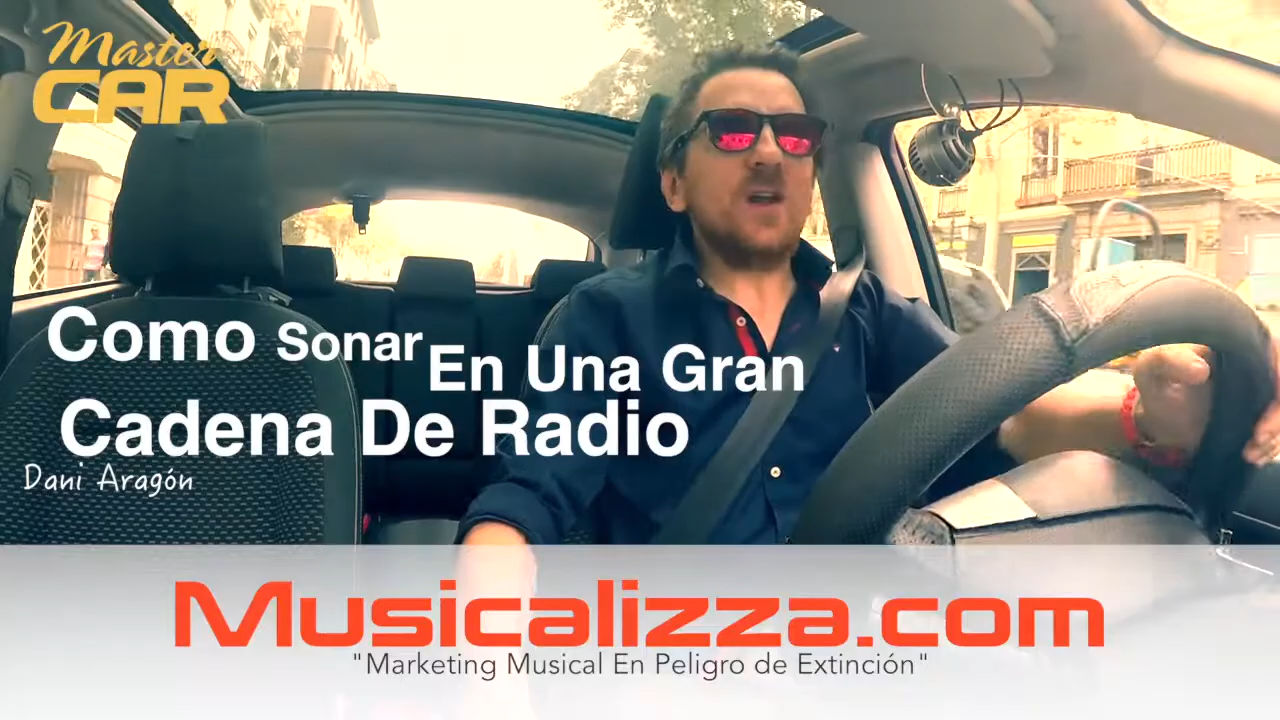 Master
CAR
Como Sonar En Una Gran
Cadena De Radio
Dani Aragón
Musicalizza.com
"Marketing Musical En Peligro de Extinción"